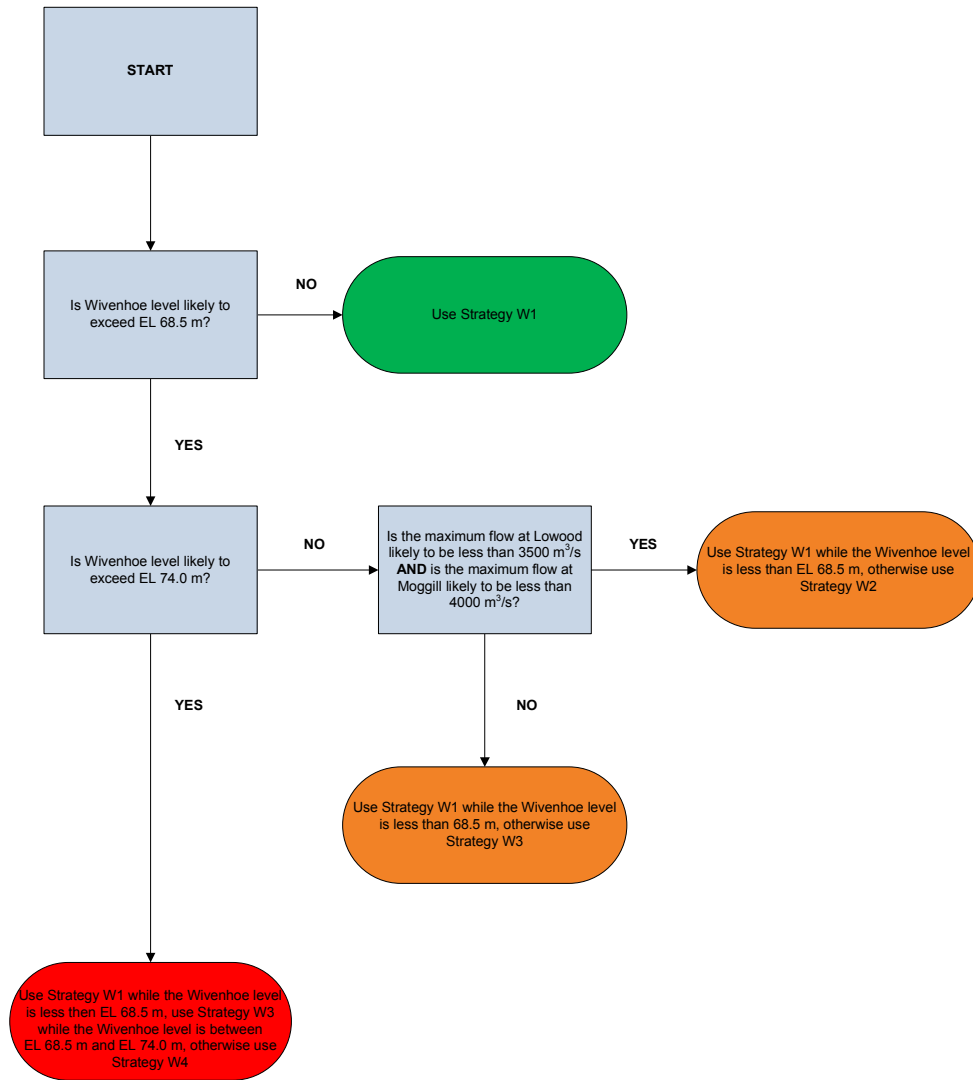 START
Is Wivenhoe level likely to
exceed EL 68.5 m?
NO
Use Strategy W1
YES
Is Wivenhoe level likely to
exceed EL 74.0 m?
NO
Is the maximum flow at Lowood
likely to be less than 3500 m³/s
AND is the maximum flow at
Moggill likely to be less than
4000 m³/s?
YES
Use Strategy W1 while the Wivenhoe level
is less than EL 68.5 m, otherwise use
Strategy W2
YES
NO
Use Strategy W1 while the Wivenhoe level
is less than 68.5 m, otherwise use
Strategy W3
Use Strategy W1 while the Wivenhoe level
is less then EL 68.5 m, use Strategy W3
while the Wivenhoe level is between
EL 68.5 m and EL 74.0 m, otherwise use
Strategy W4